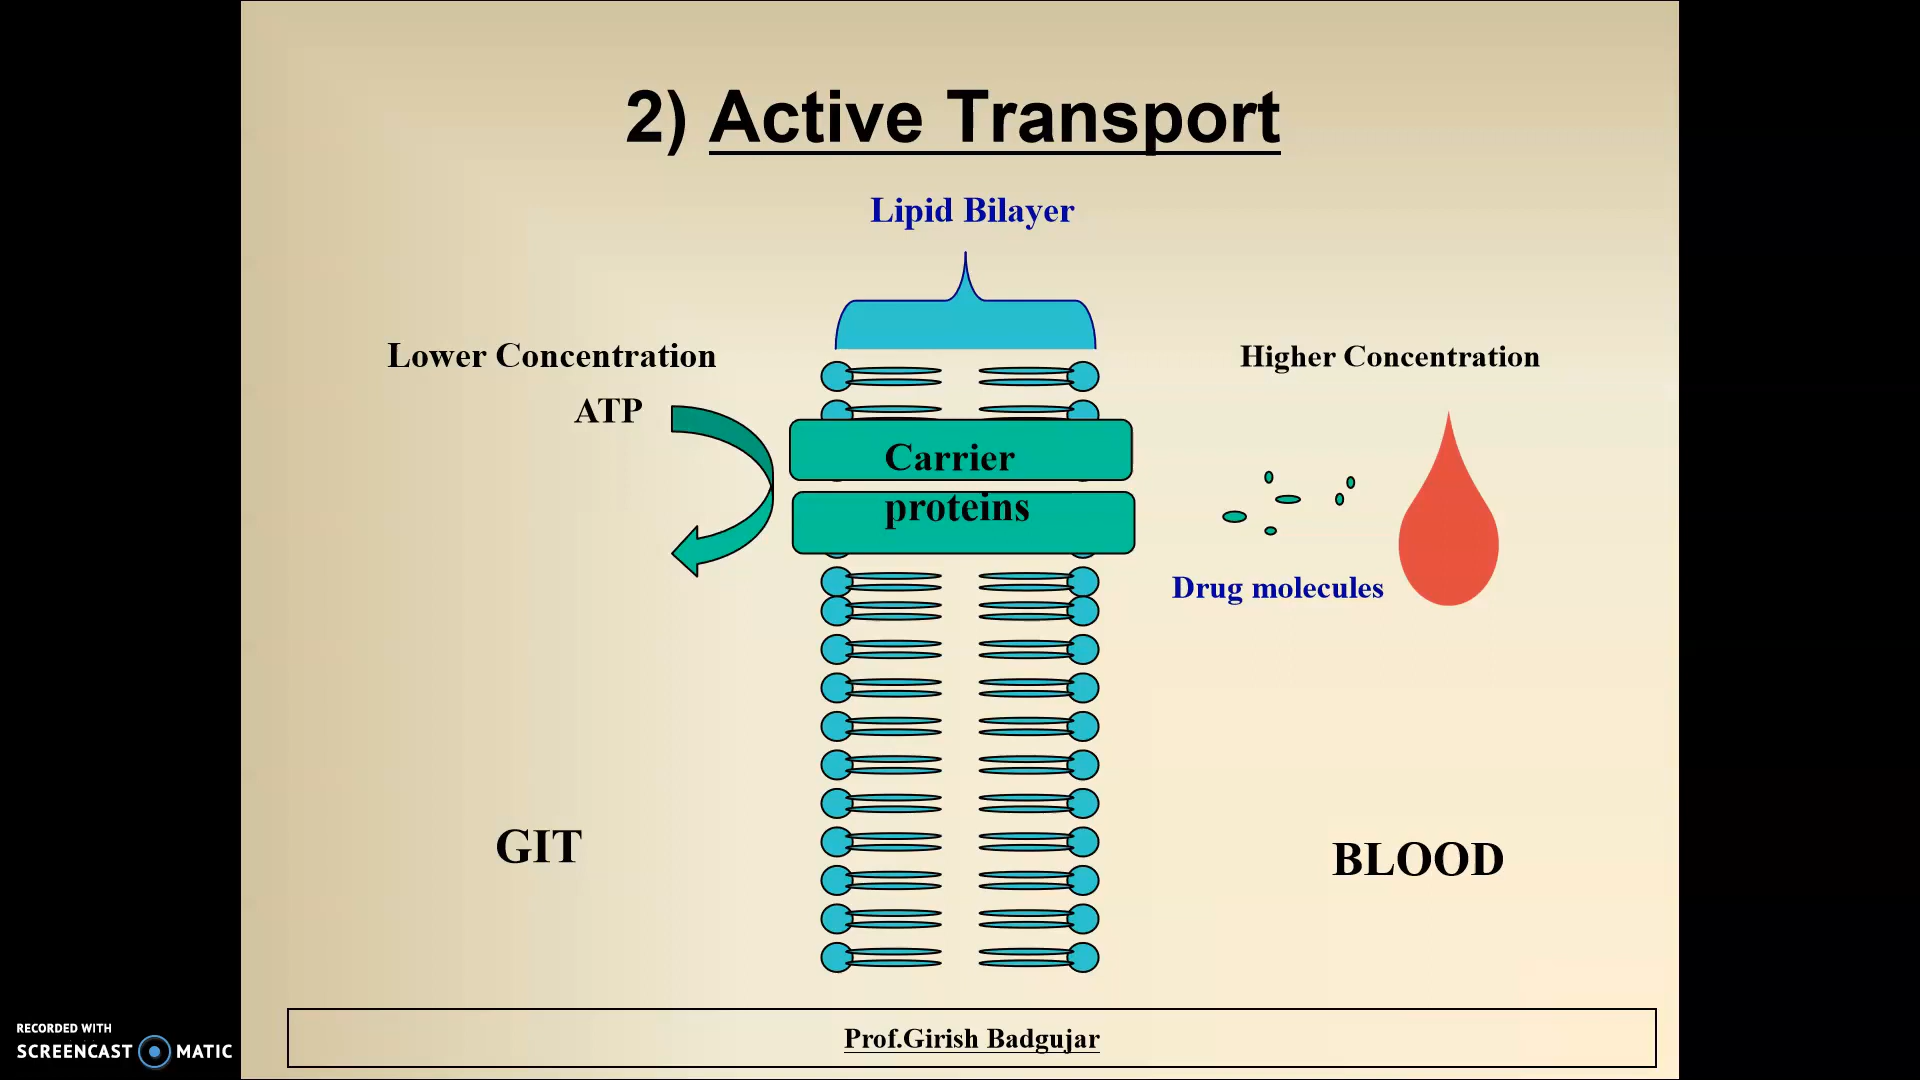 2) Active Transport
Lipid Bilayer
Lower Concentration
Higher Concentration
ATP
Carrier
proteins
Drug molecules
GIT
BLOOD
Prof.Girish Badgujar
RECORDED WITH
SCREENCAST MATIC